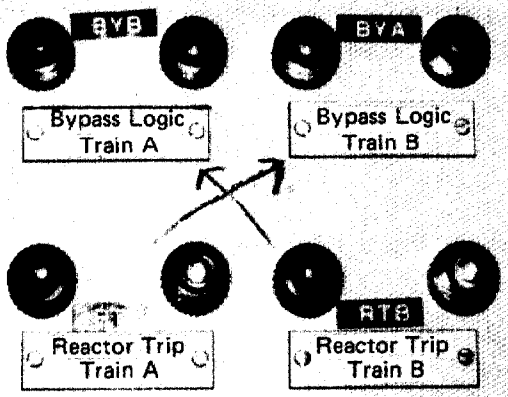 BYB
BYA
Bypass Logic
Train A
Bypass Logic
Train B
RTB
Reactor Trip
Train A
Reactor Trip
Train B